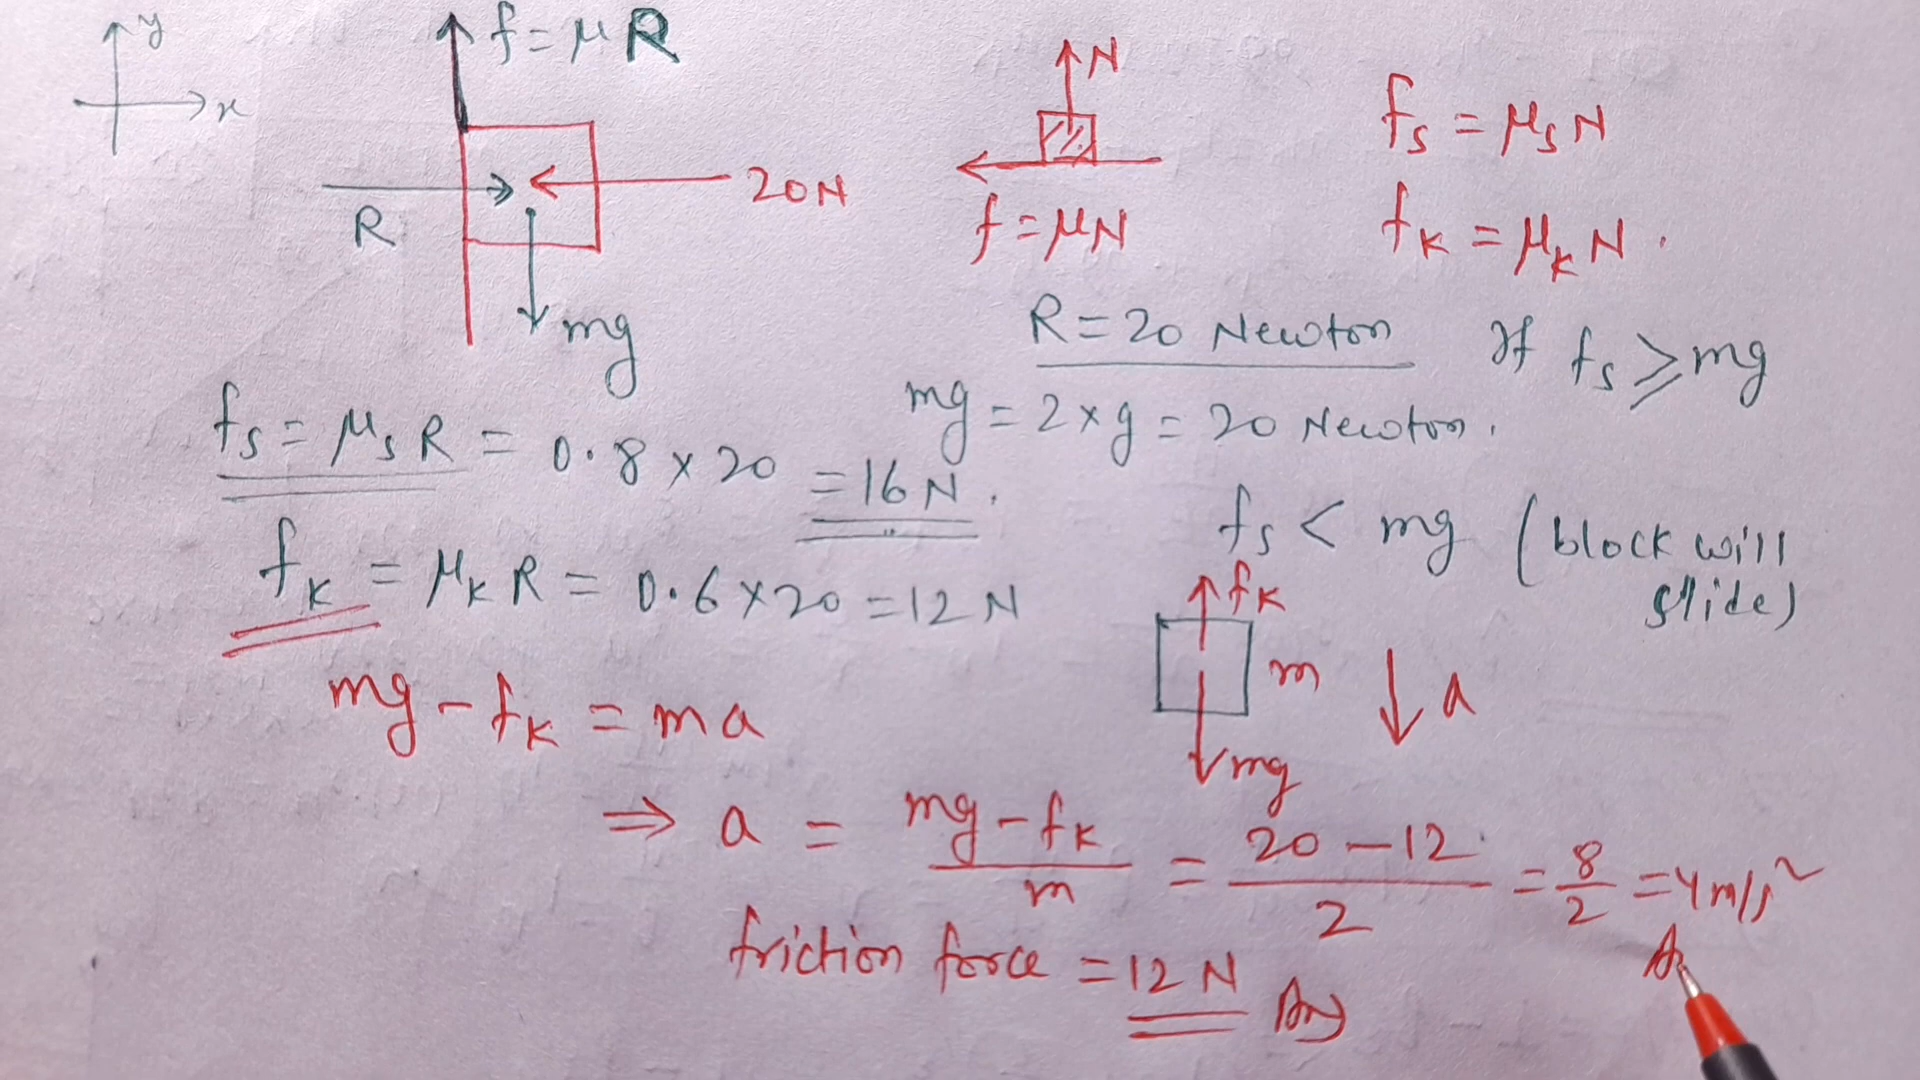 y
x
f = μR
R
20N
mg
N
f = μN
fs = μsN
fK = μKN.
R = 20 Newton
If fs ≥ mg
mg = 2 × g = 20 Newton.
fs = μsR = 0.8 × 20 = 16 N.
fs < mg (block will slide)
fK = μKR = 0.6 × 20 = 12 N
fK
m
a
mg
mg - fK = ma
⇒ a = mg - fK / m = 20 - 12 / 2 = 8/2 = 4 m/s²
friction force = 12 N Ans